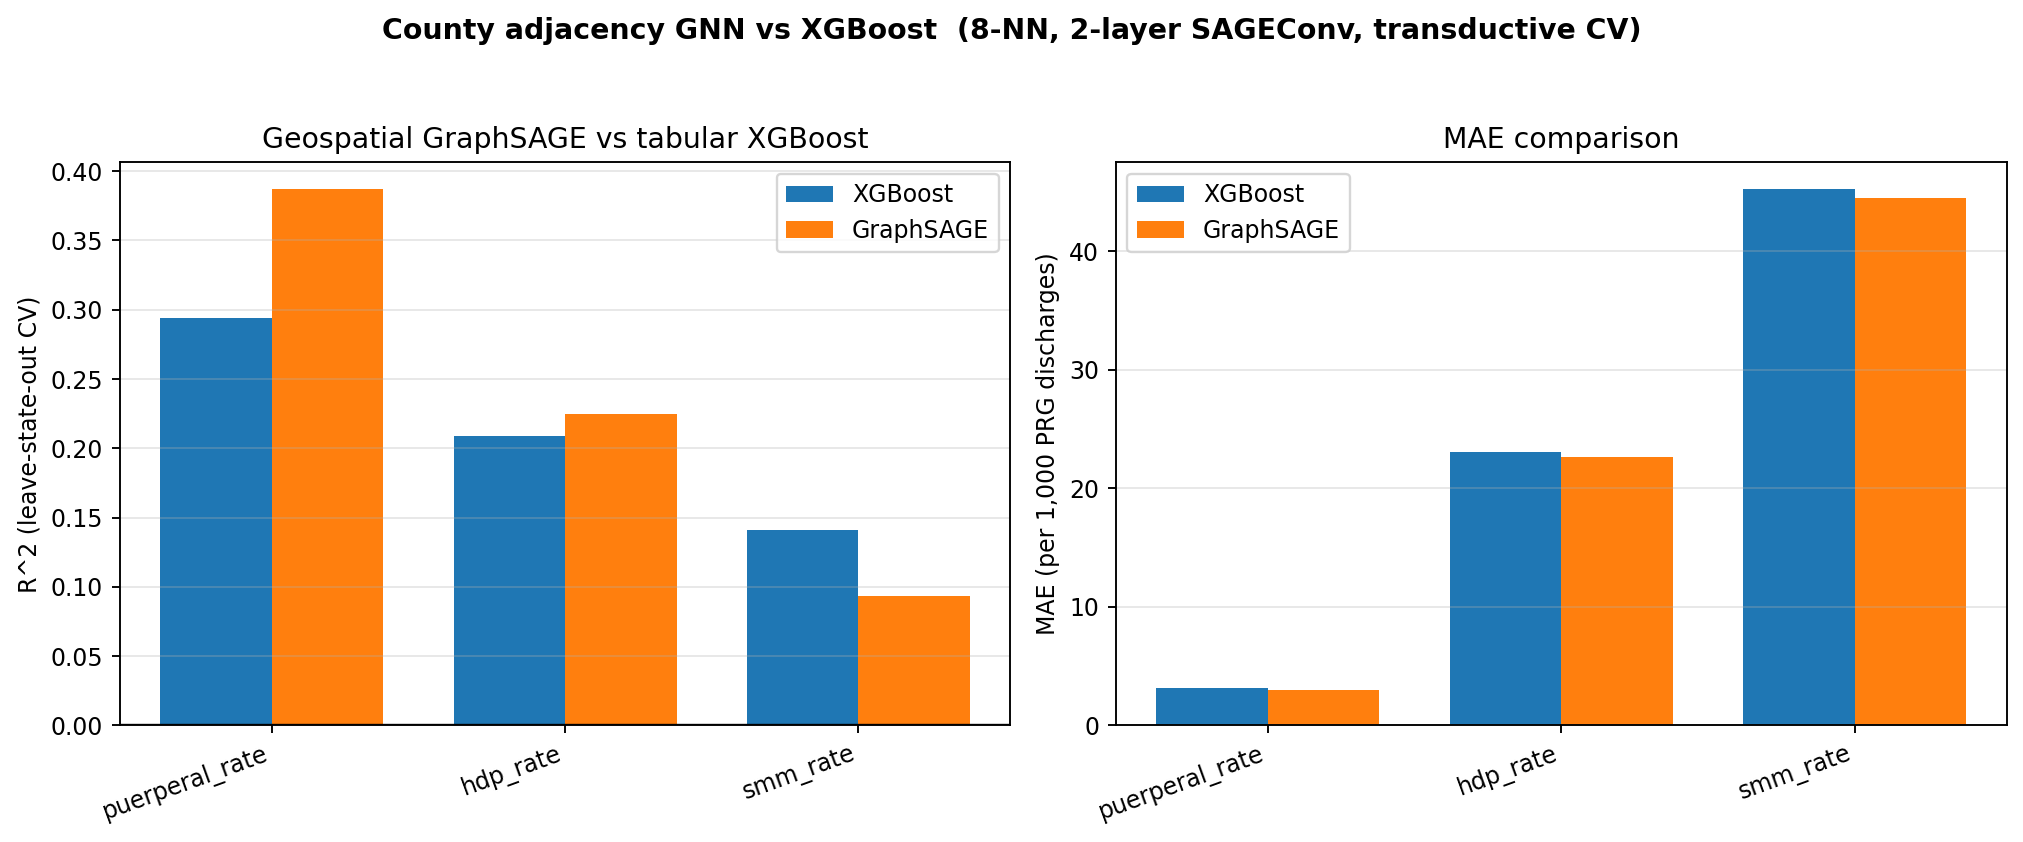 County adjacency GNN vs XGBoost  (8-NN, 2-layer SAGEConv, transductive CV)
Geospatial GraphSAGE vs tabular XGBoost
R^2 (leave-state-out CV)
0.40
0.35
0.30
0.25
0.20
0.15
0.10
0.05
0.00
XGBoost
GraphSAGE
puerperal_rate
hdp_rate
smm_rate
MAE comparison
MAE (per 1,000 PRG discharges)
40
30
20
10
0
XGBoost
GraphSAGE
puerperal_rate
hdp_rate
smm_rate